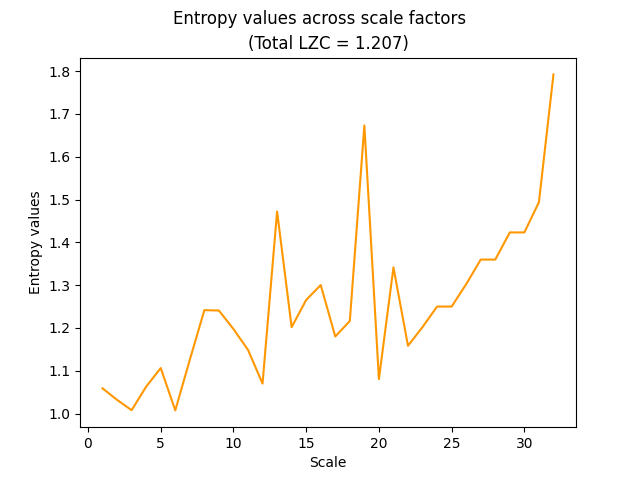 Entropy values across scale factors
(Total LZC = 1.207)
1.8
1.7
1.6
1.5
1.4
1.3
1.2
1.1
1.0
Entropy values
0 5 10 15 20 25 30
Scale